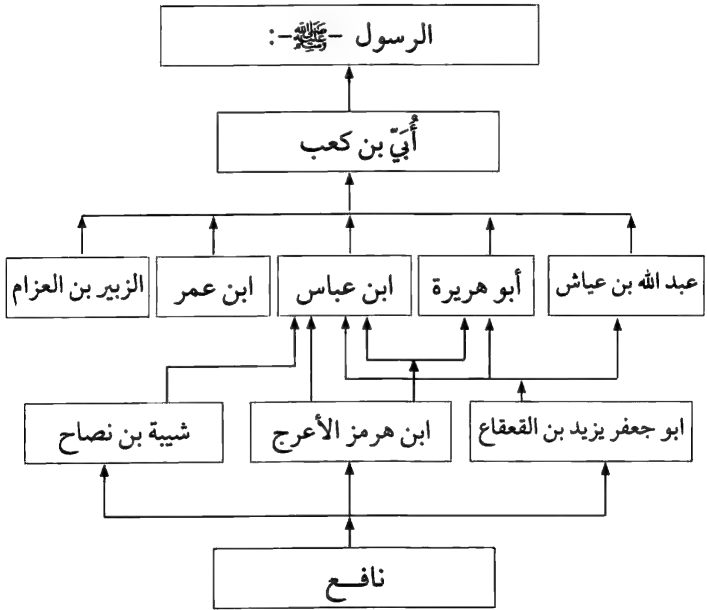 الرسول -ﷺ-:
أُبَيّ بن كعب
عبد الله بن عياش
أبو هريرة
ابن عباس
ابن عمر
الزبير بن العزام
ابو جعفر يزيد بن القعقاع
ابن هرمز الأعرج
شيبة بن نصاح
نافـع